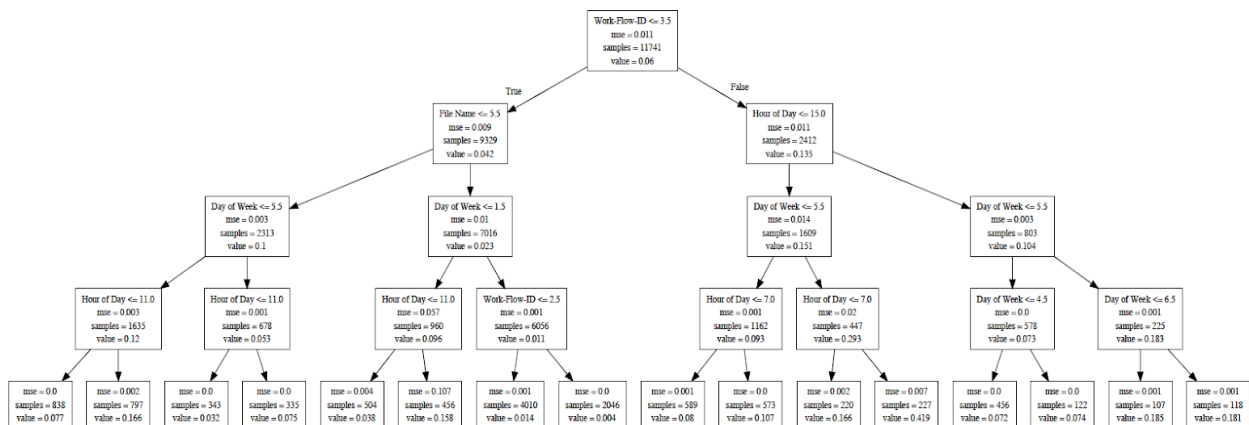 Work-Flow-ID <= 3.5
mse = 0.011
samples = 11741
value = 0.06
True
False
File Name <= 5.5
mse = 0.009
samples = 9329
value = 0.042
Hour of Day <= 15.0
mse = 0.011
samples = 2412
value = 0.135
Day of Week <= 5.5
mse = 0.003
samples = 2313
value = 0.1
Day of Week <= 1.5
mse = 0.01
samples = 7016
value = 0.023
Day of Week <= 5.5
mse = 0.014
samples = 1609
value = 0.151
Day of Week <= 5.5
mse = 0.003
samples = 803
value = 0.104
Hour of Day <= 11.0
mse = 0.003
samples = 1635
value = 0.12
Hour of Day <= 11.0
mse = 0.001
samples = 678
value = 0.053
Hour of Day <= 11.0
mse = 0.057
samples = 960
value = 0.096
Work-Flow-ID <= 2.5
mse = 0.001
samples = 6056
value = 0.011
Hour of Day <= 7.0
mse = 0.001
samples = 1162
value = 0.093
Hour of Day <= 7.0
mse = 0.02
samples = 447
value = 0.293
Day of Week <= 4.5
mse = 0.0
samples = 578
value = 0.073
Day of Week <= 6.5
mse = 0.001
samples = 225
value = 0.183
mse = 0.0
samples = 838
value = 0.077
mse = 0.002
samples = 797
value = 0.166
mse = 0.0
samples = 343
value = 0.032
mse = 0.0
samples = 335
value = 0.075
mse = 0.004
samples = 504
value = 0.038
mse = 0.107
samples = 456
value = 0.158
mse = 0.001
samples = 4010
value = 0.014
mse = 0.0
samples = 2046
value = 0.004
mse = 0.001
samples = 589
value = 0.08
mse = 0.0
samples = 573
value = 0.107
mse = 0.002
samples = 220
value = 0.166
mse = 0.007
samples = 227
value = 0.419
mse = 0.0
samples = 456
value = 0.072
mse = 0.0
samples = 122
value = 0.074
mse = 0.001
samples = 107
value = 0.185
mse = 0.001
samples = 118
value = 0.181